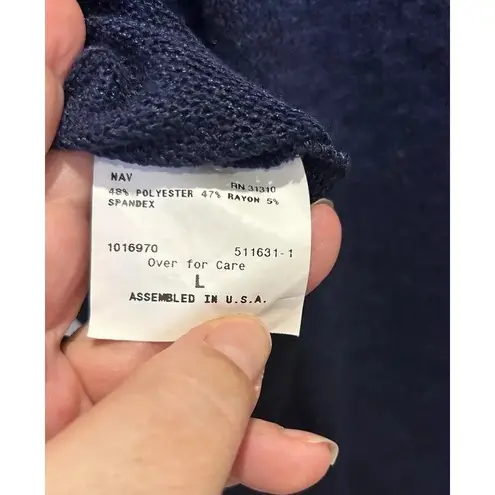 NAV RN 31310
48% POLYESTER 47% RAYON 5%
SPANDEX
1016970 511631-1
Over for Care
L
ASSEMBLED IN U.S.A.